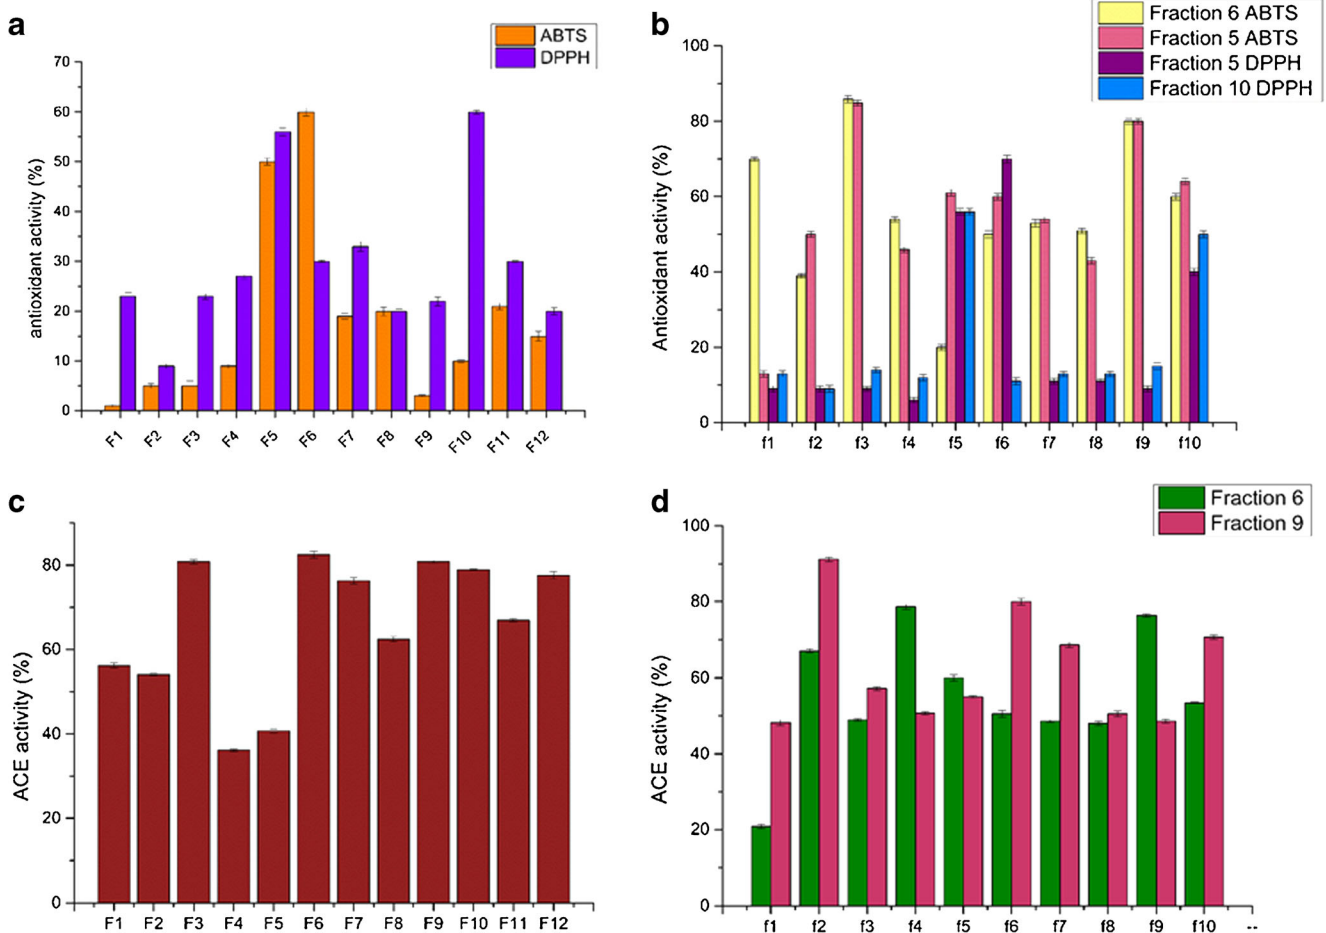 a
ABTS
DPPH
antioxidant activity (%)
70
60
50
40
30
20
10
0
F1 F2 F3 F4 F5 F6 F7 F8 F9 F10 F11 F12
b
Fraction 6 ABTS
Fraction 5 ABTS
Fraction 5 DPPH
Fraction 10 DPPH
Antioxidant activity (%)
100
80
60
40
20
0
f1 f2 f3 f4 f5 f6 f7 f8 f9 f10
c
ACE activity (%)
80
60
40
20
0
F1 F2 F3 F4 F5 F6 F7 F8 F9 F10 F11 F12
d
Fraction 6
Fraction 9
ACE activity (%)
100
80
60
40
20
0
f1 f2 f3 f4 f5 f6 f7 f8 f9 f10 --